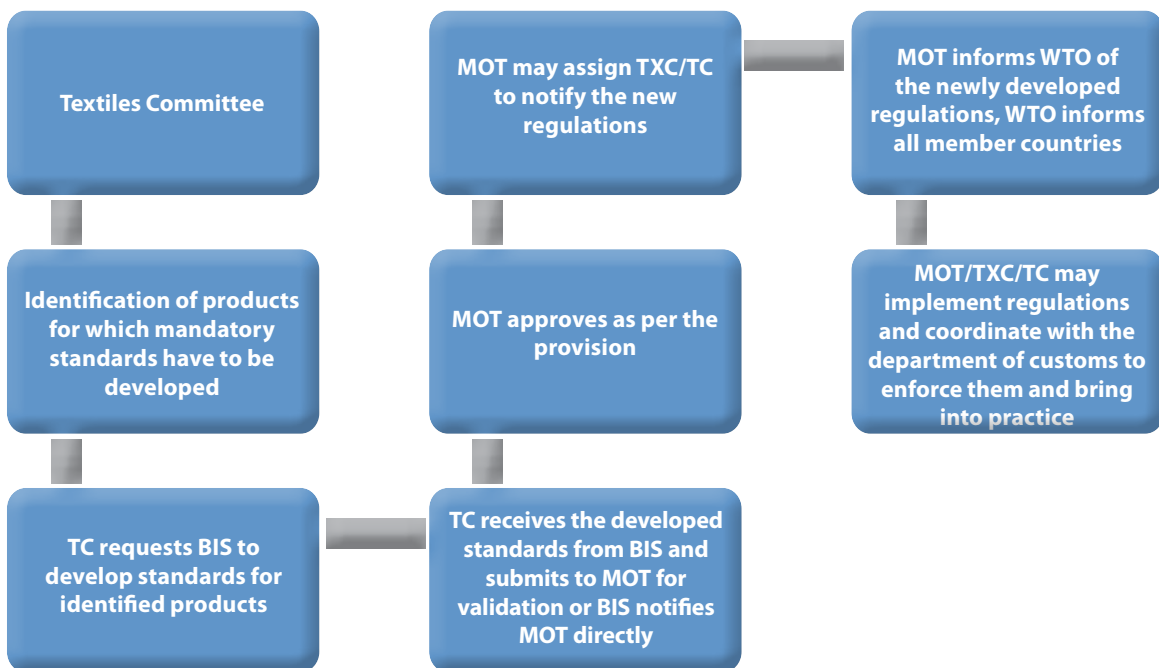 Textiles Committee
Identification of products
for which mandatory
standards have to be
developed
TC requests BIS to
develop standards for
identified products
TC receives the developed
standards from BIS and
submits to MOT for
validation or BIS notifies
MOT directly
MOT approves as per the
provision
MOT may assign TXC/TC
to notify the new
regulations
MOT informs WTO of
the newly developed
regulations, WTO informs
all member countries
MOT/TXC/TC may
implement regulations
and coordinate with the
department of customs to
enforce them and bring
into practice